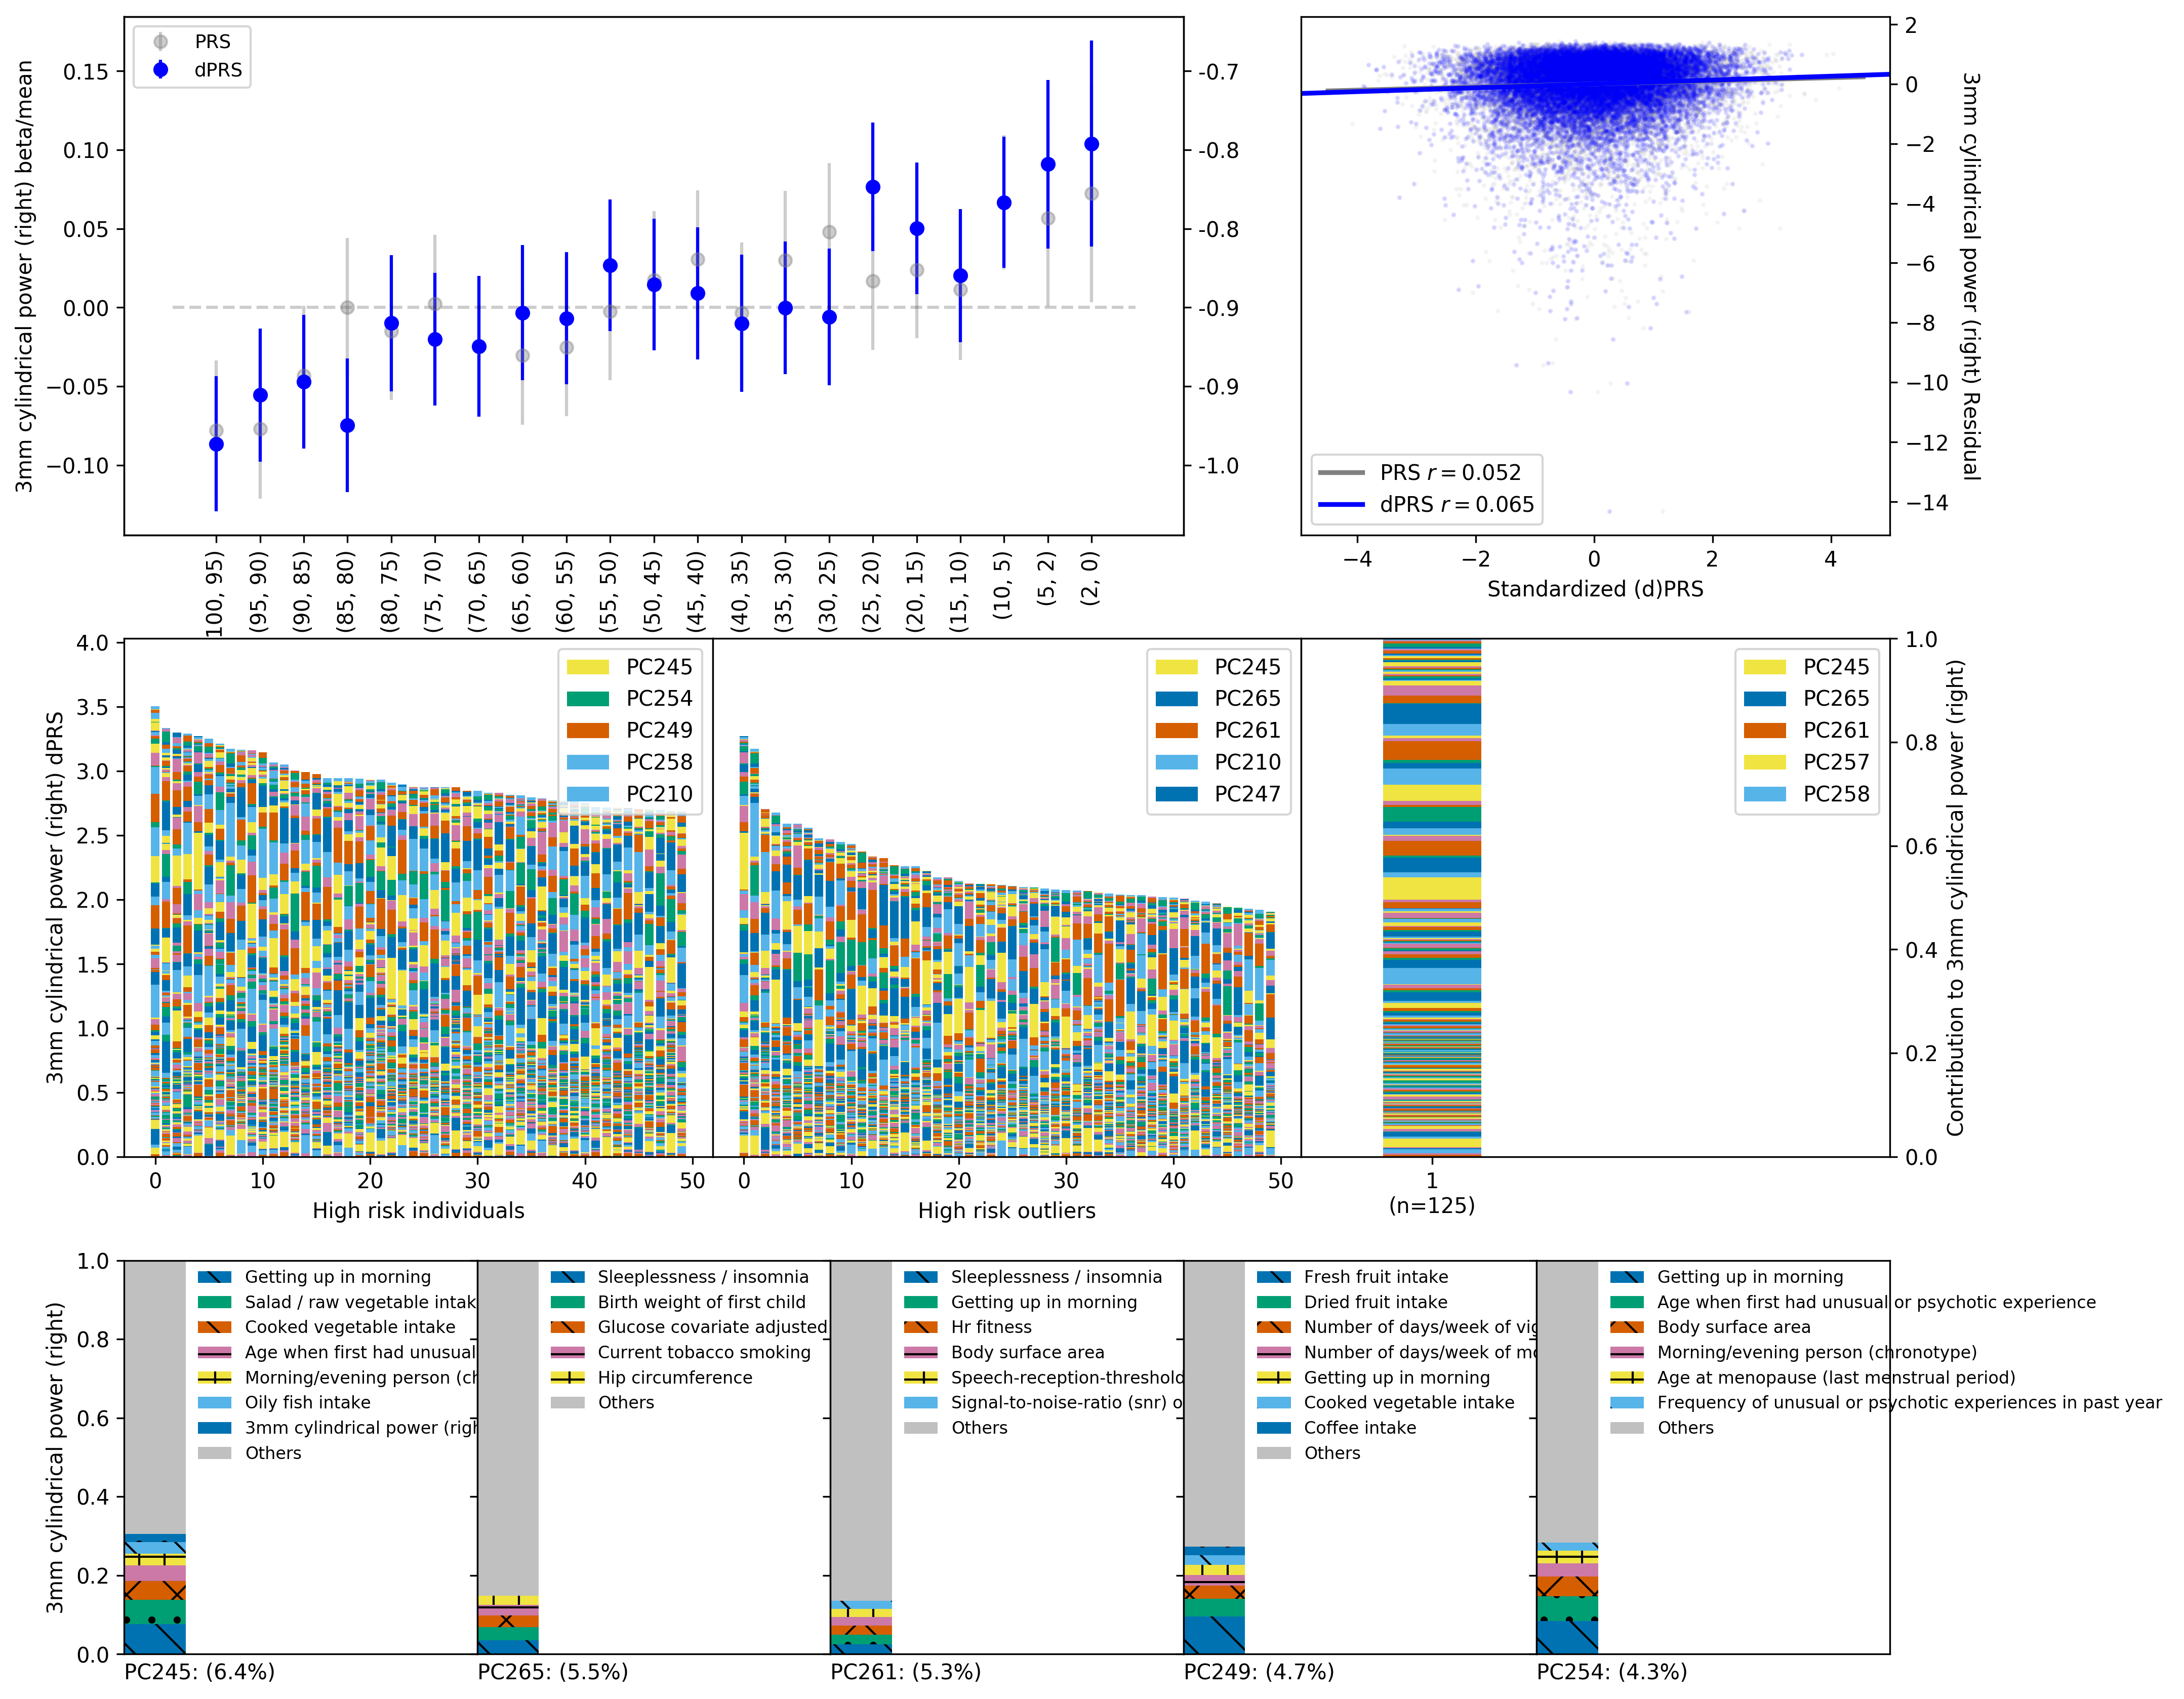 PRS
dPRS
3mm cylindrical power (right) beta/mean
0.15
0.10
0.05
0.00
−0.05
−0.10
-0.7
-0.8
-0.8
-0.9
-0.9
-1.0
100, 95)
(95, 90)
(90, 85)
(85, 80)
(80, 75)
(75, 70)
(70, 65)
(65, 60)
(60, 55)
(55, 50)
(50, 45)
(45, 40)
(40, 35)
(35, 30)
(30, 25)
(25, 20)
(20, 15)
(15, 10)
(10, 5)
(5, 2)
(2, 0)
2
0
−2
−4
−6
−8
−10
−12
−14
3mm cylindrical power (right) Residual
PRS r = 0.052
dPRS r = 0.065
−4 −2 0 2 4
Standardized (d)PRS
3mm cylindrical power (right) dPRS
4.0
3.5
3.0
2.5
2.0
1.5
1.0
0.5
0.0
PC245
PC254
PC249
PC258
PC210
0 10 20 30 40 50
High risk individuals
PC245
PC265
PC261
PC210
PC247
0 10 20 30 40 50
High risk outliers
PC245
PC265
PC261
PC257
PC258
1
(n=125)
1.0
0.8
0.6
0.4
0.2
0.0
Contribution to 3mm cylindrical power (right)
3mm cylindrical power (right)
1.0
0.8
0.6
0.4
0.2
0.0
Getting up in morning
Salad / raw vegetable intak
Cooked vegetable intake
Age when first had unusual
Morning/evening person (ch
Oily fish intake
3mm cylindrical power (righ
Others
PC245: (6.4%)
Sleeplessness / insomnia
Birth weight of first child
Glucose covariate adjusted
Current tobacco smoking
Hip circumference
Others
PC265: (5.5%)
Sleeplessness / insomnia
Getting up in morning
Hr fitness
Body surface area
Speech-reception-threshold
Signal-to-noise-ratio (snr) o
Others
PC261: (5.3%)
Fresh fruit intake
Dried fruit intake
Number of days/week of vig
Number of days/week of mo
Getting up in morning
Cooked vegetable intake
Coffee intake
Others
PC249: (4.7%)
Getting up in morning
Age when first had unusual or psychotic experience
Body surface area
Morning/evening person (chronotype)
Age at menopause (last menstrual period)
Frequency of unusual or psychotic experiences in past year
Others
PC254: (4.3%)